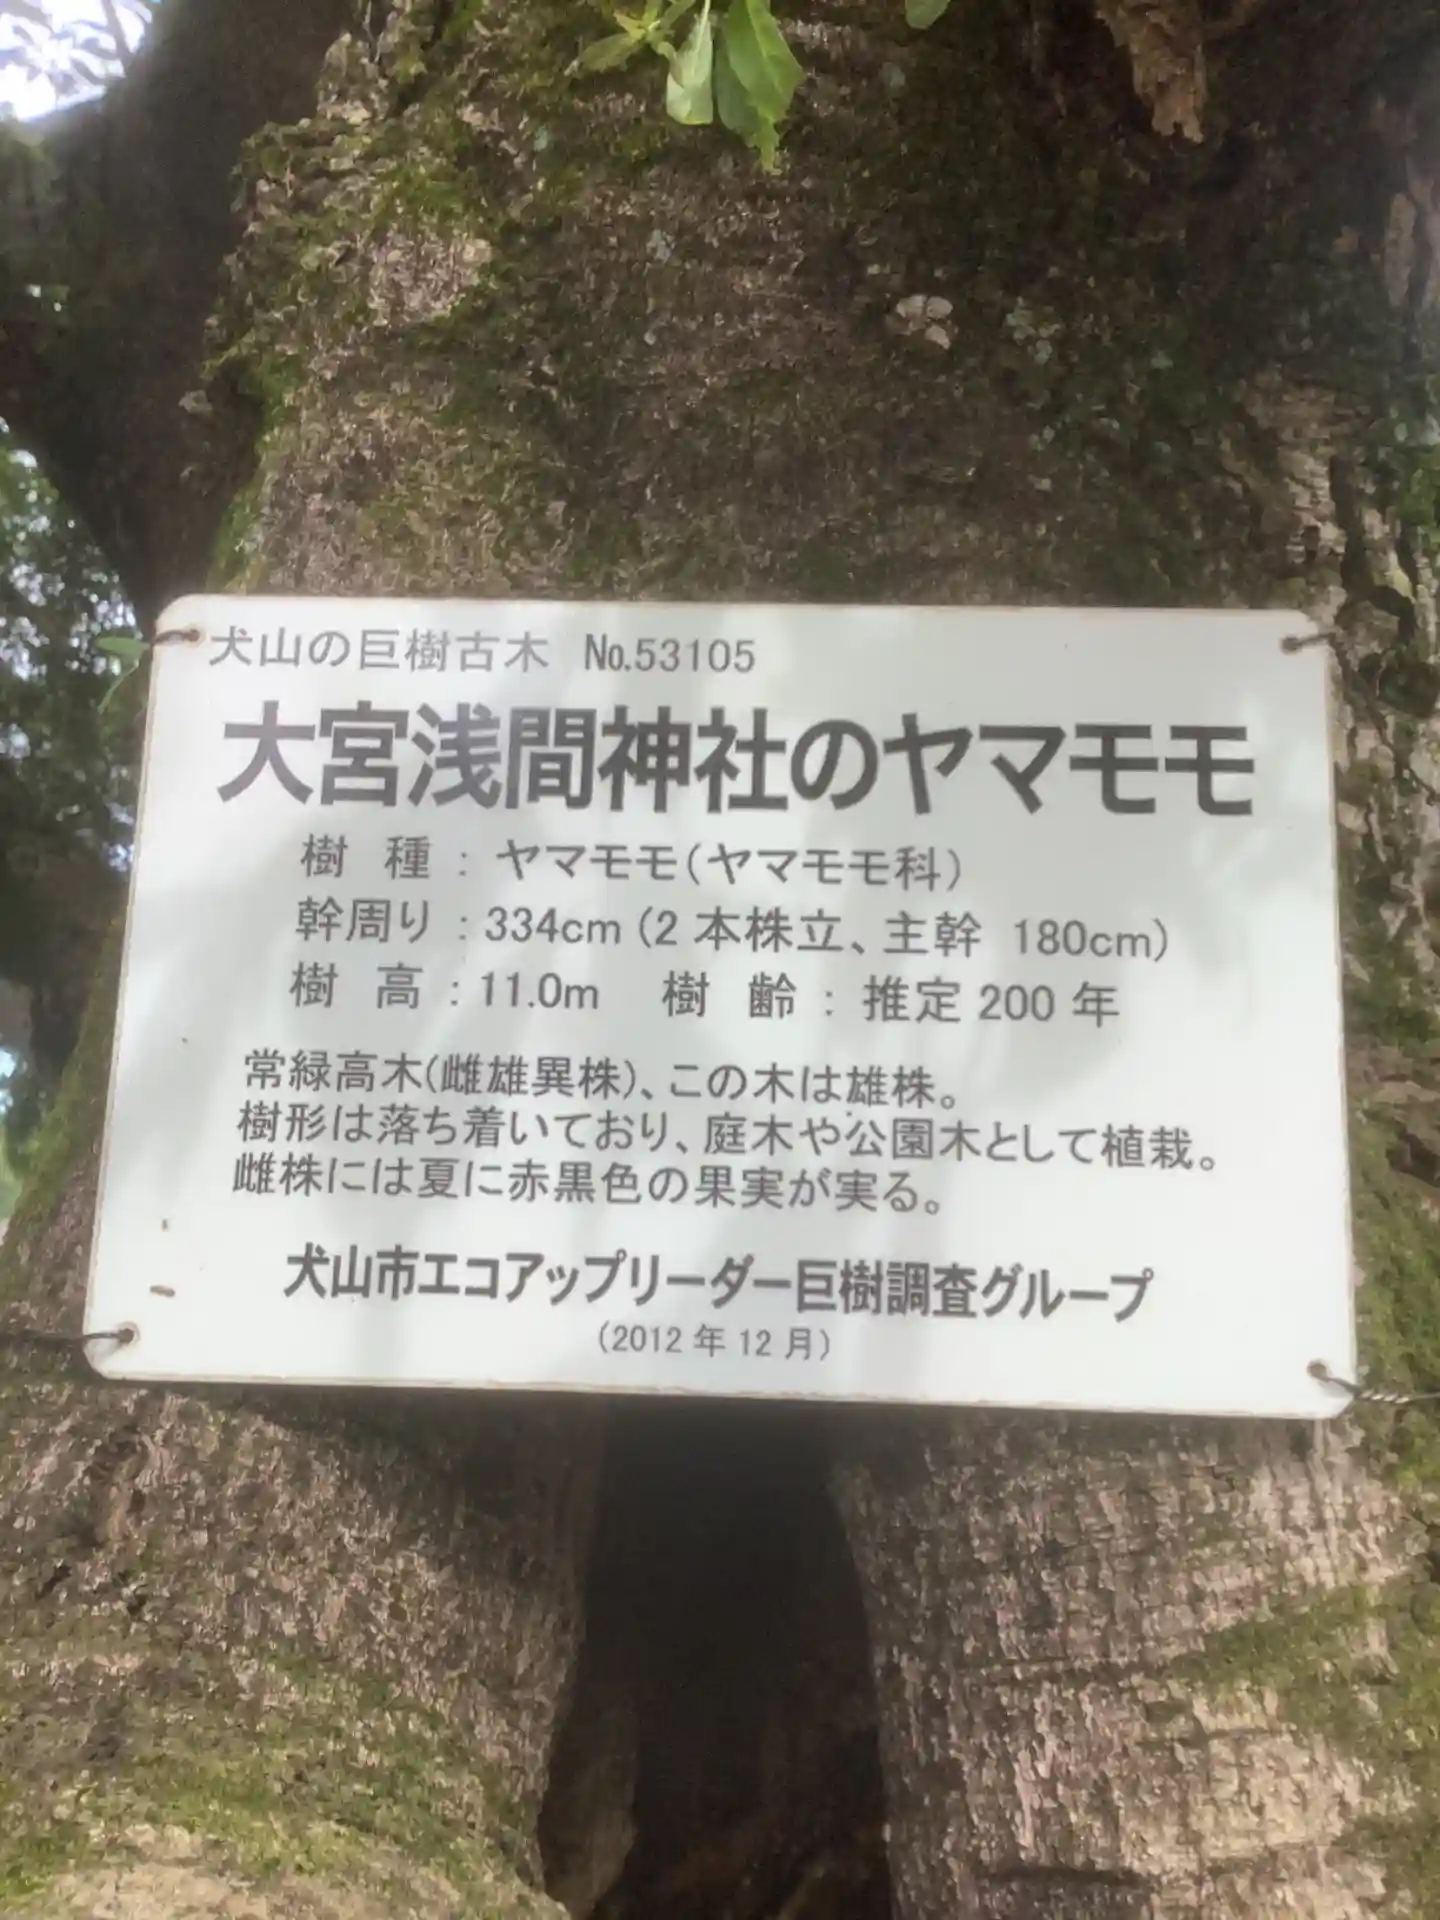 犬山の巨樹古木 №53105
大宮浅間神社のヤマモモ
樹 種 : ヤマモモ(ヤマモモ科)
幹周り : 334cm (2 本株立、主幹 180cm)
樹 高 : 11.0m 樹 齢 : 推定 200 年
常緑高木(雌雄異株)、この木は雄株。
樹形は落ち着いており、庭木や公園木として植栽。
雌株には夏に赤黒色の果実が実る。
犬山市エコアップリーダー巨樹調査グループ
(2012 年 12 月)